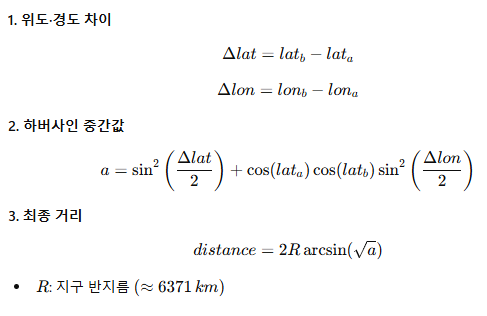 1. 위도·경도 차이
Δlat = lat_b − lat_a
Δlon = lon_b − lon_a
2. 하버사인 중간값
a = sin²(Δlat/2) + cos(lat_a) cos(lat_b) sin²(Δlon/2)
3. 최종 거리
distance = 2R arcsin(√a)
• R: 지구 반지름 (≈ 6371 km)